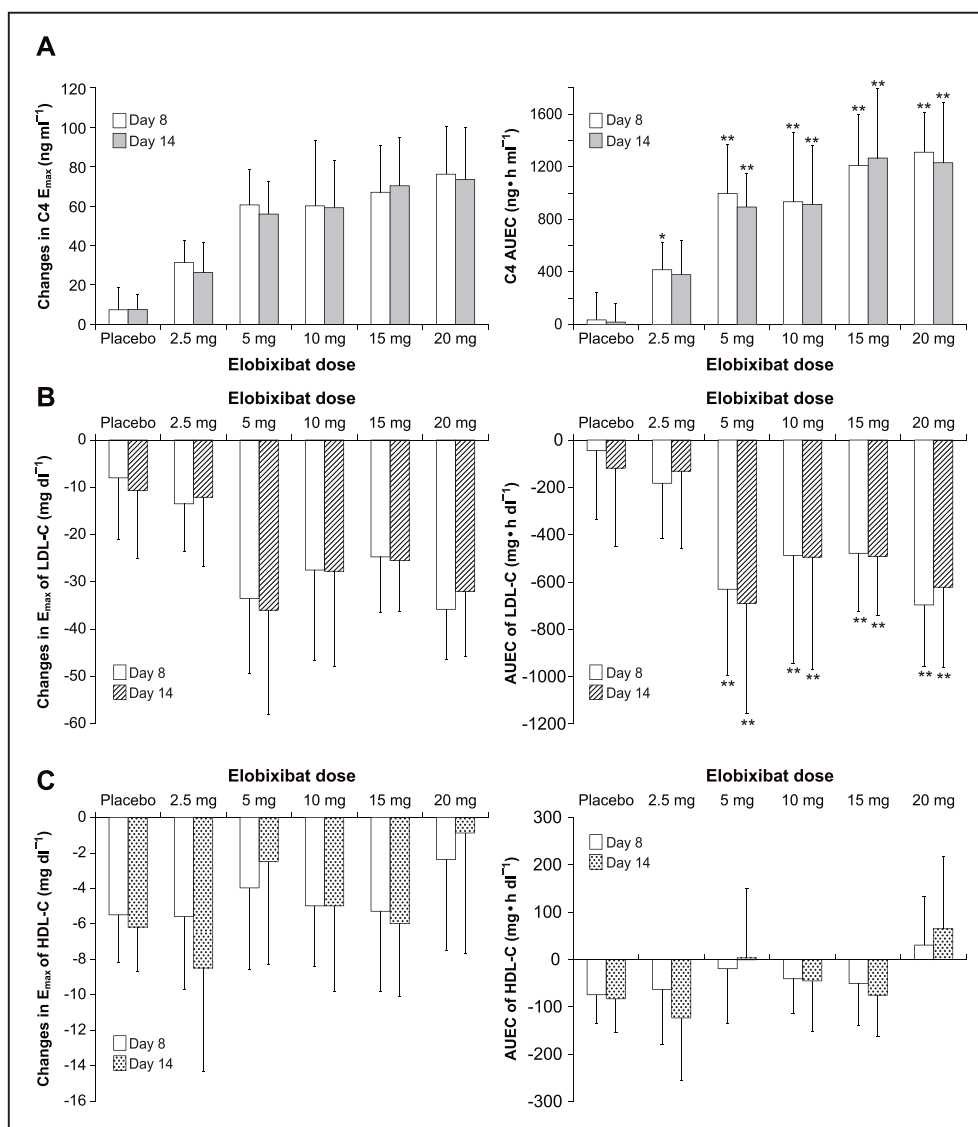 A
Changes in C4 Emax (ng ml−1)
120
100
80
60
40
20
0
Day 8
Day 14
Placebo 2.5 mg 5 mg 10 mg 15 mg 20 mg
Elobixibat dose
C4 AUEC (ng•h ml−1)
1600
1200
800
400
0
Day 8
Day 14
*
** **
** **
** **
** **
Placebo 2.5 mg 5 mg 10 mg 15 mg 20 mg
Elobixibat dose
B
Elobixibat dose
Placebo 2.5 mg 5 mg 10 mg 15 mg 20 mg
Changes in Emax of LDL-C (mg dl−1)
0
-10
-20
-30
-40
-50
-60
Day 8
Day 14
Elobixibat dose
Placebo 2.5 mg 5 mg 10 mg 15 mg 20 mg
AUEC of LDL-C (mg•h dl−1)
0
-200
-400
-600
-800
-1000
-1200
** **
** **
** **
** **
Day 8
Day 14
C
Elobixibat dose
Placebo 2.5 mg 5 mg 10 mg 15 mg 20 mg
Changes in Emax of HDL-C (mg dl−1)
0
-2
-4
-6
-8
-10
-12
-14
-16
Day 8
Day 14
Elobixibat dose
Placebo 2.5 mg 5 mg 10 mg 15 mg 20 mg
AUEC of HDL-C (mg•h dl−1)
300
200
100
0
-100
-200
-300
Day 8
Day 14